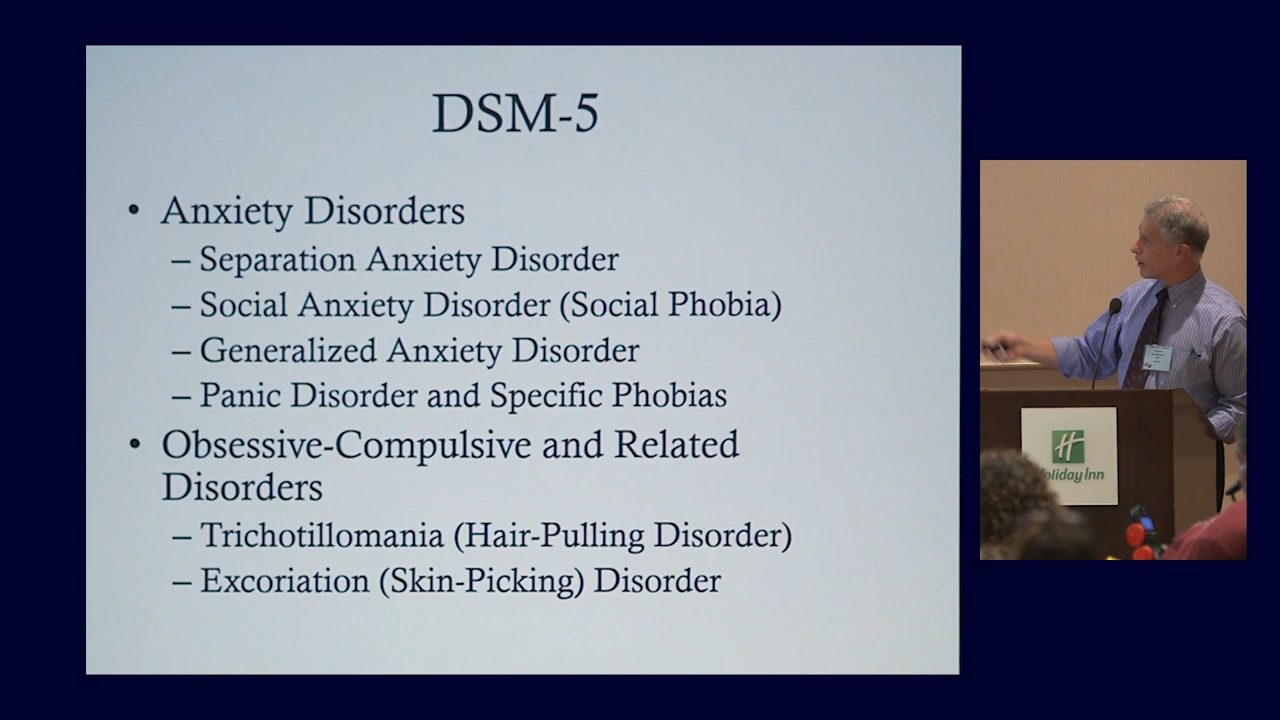 DSM-5
• Anxiety Disorders
– Separation Anxiety Disorder
– Social Anxiety Disorder (Social Phobia)
– Generalized Anxiety Disorder
– Panic Disorder and Specific Phobias
• Obsessive-Compulsive and Related
Disorders
– Trichotillomania (Hair-Pulling Disorder)
– Excoriation (Skin-Picking) Disorder
H
Holiday Inn